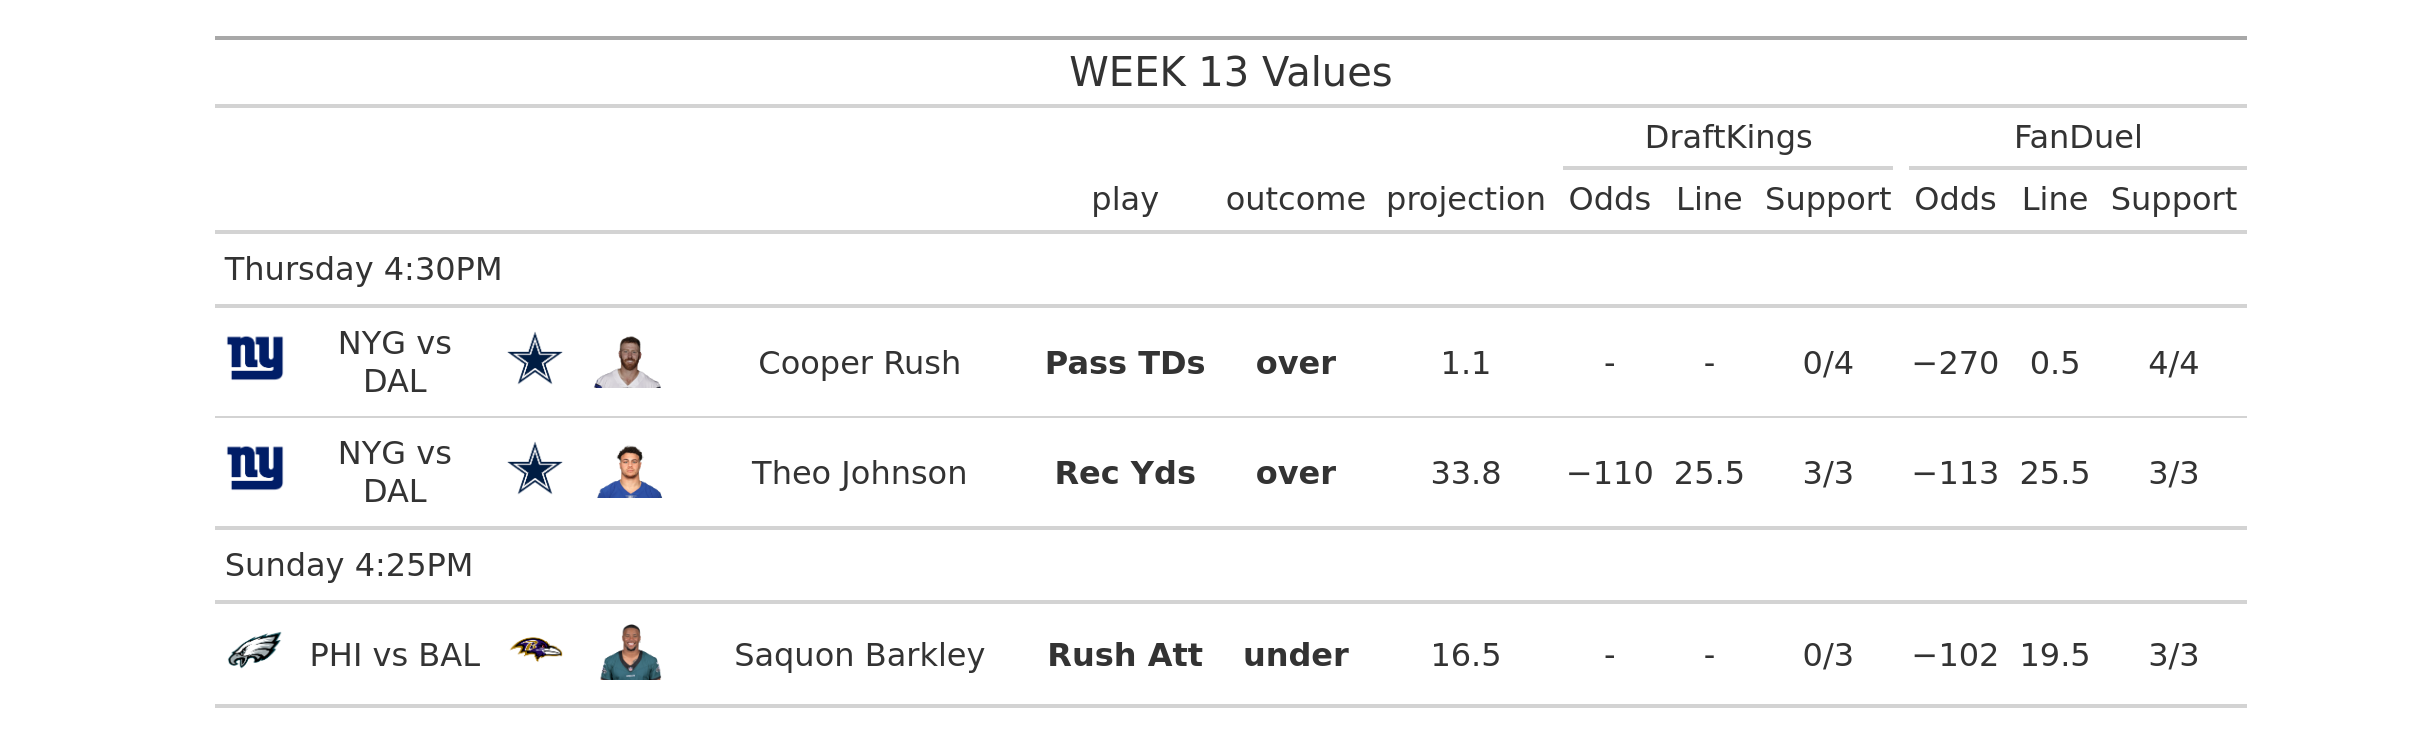 WEEK 13 Values
DraftKings FanDuel
play outcome projection Odds Line Support Odds Line Support
Thursday 4:30PM
ny NYG vs DAL Cooper Rush Pass TDs over 1.1 - - 0/4 −270 0.5 4/4
ny NYG vs DAL Theo Johnson Rec Yds over 33.8 −110 25.5 3/3 −113 25.5 3/3
Sunday 4:25PM
PHI vs BAL Saquon Barkley Rush Att under 16.5 - - 0/3 −102 19.5 3/3